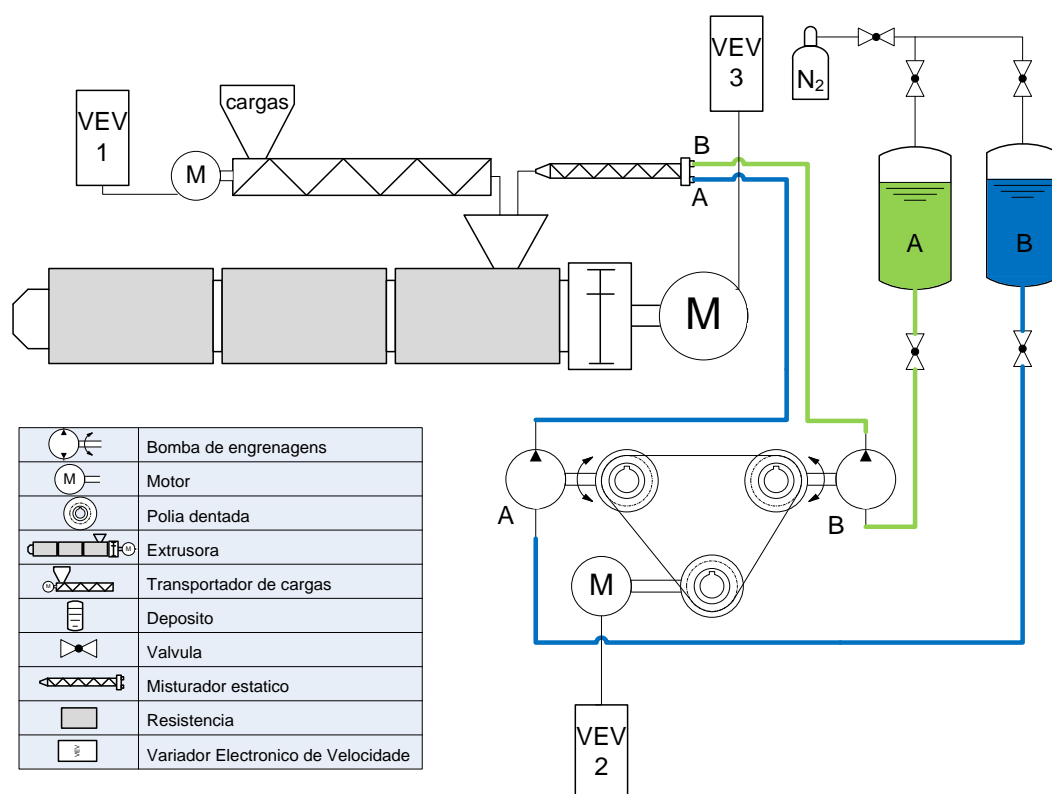 VEV
1
cargas
M
VEV
3
N2
B
A
A
B
M
A
B
M
VEV
2
Bomba de engrenagens
M
Motor
Polia dentada
M
Extrusora
M
Transportador de cargas
Deposito
Valvula
Misturador estatico
Resistencia
VEV
Variador Electronico de Velocidade